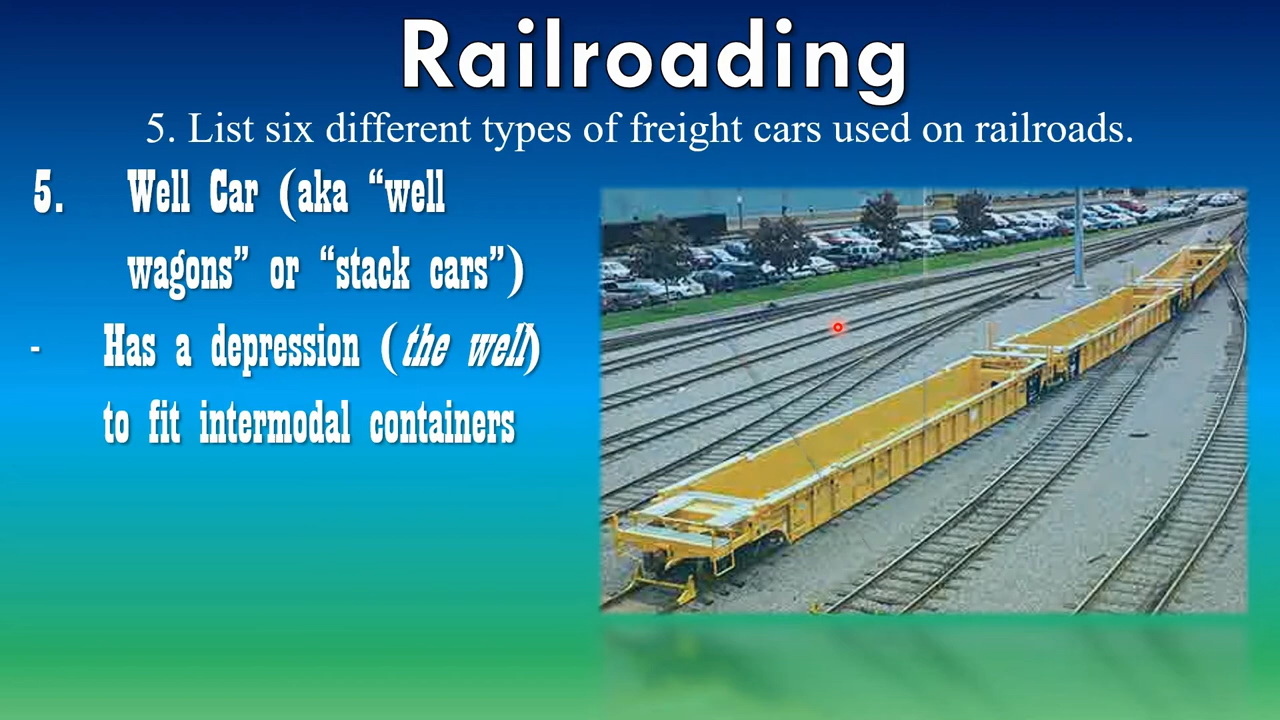 Railroading
5. List six different types of freight cars used on railroads.
5. Well Car (aka “well
wagons” or “stack cars”)
- Has a depression (the well)
to fit intermodal containers